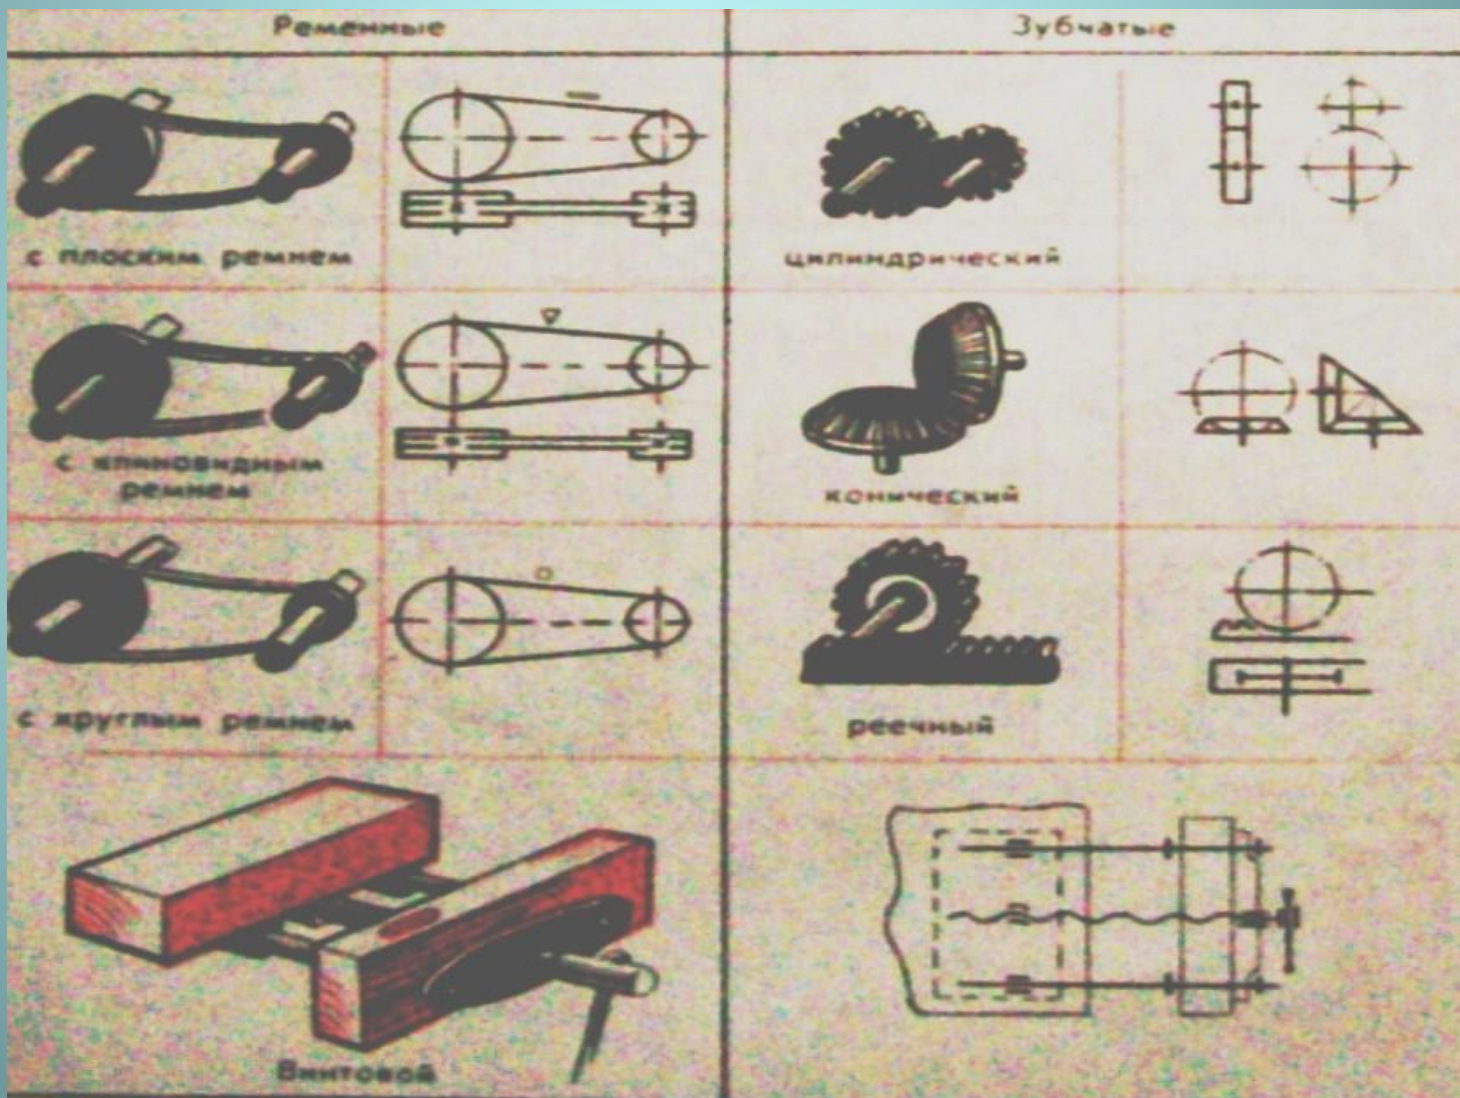 Ременные
Зубчатые
с плоским ремнем
цилиндрический
с клиновидным
ремнем
конический
с круглым ремнем
реечный
Винтовой